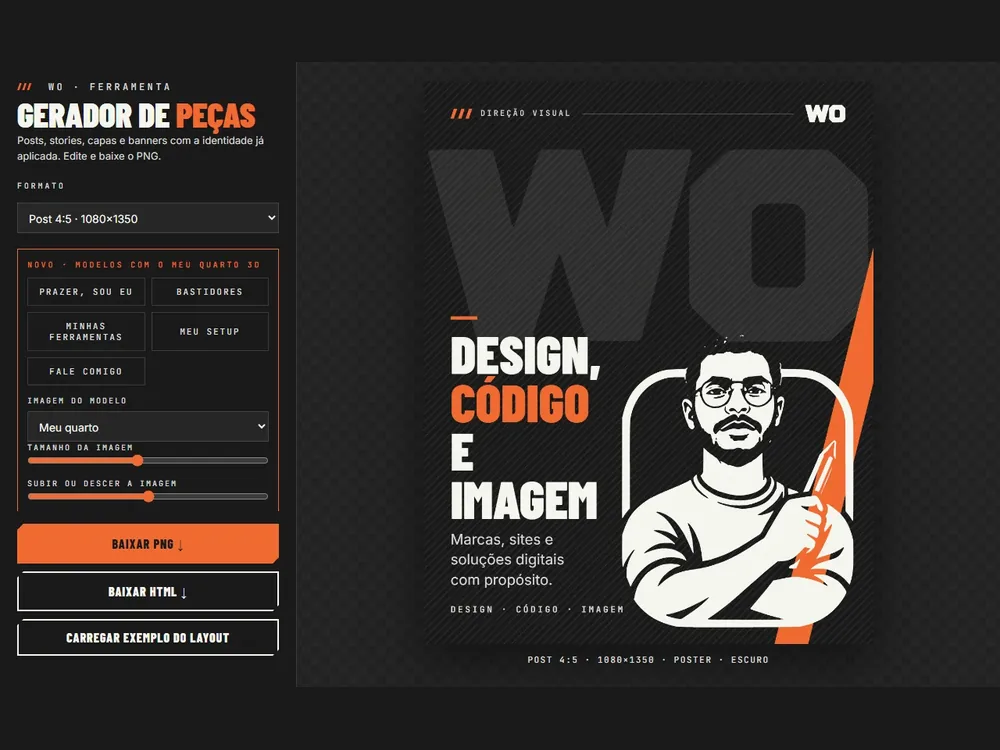 /// WO · FERRAMENTA
GERADOR DE PEÇAS
Posts, stories, capas e banners com a identidade já
aplicada. Edite e baixe o PNG.
FORMATO
Post 4:5 · 1080×1350
NOVO · MODELOS COM O MEU QUARTO 3D
PRAZER, SOU EU
BASTIDORES
MINHAS
FERRAMENTAS
MEU SETUP
FALE COMIGO
IMAGEM DO MODELO
Meu quarto
TAMANHO DA IMAGEM
SUBIR OU DESCER A IMAGEM
BAIXAR PNG ↓
BAIXAR HTML ↓
CARREGAR EXEMPLO DO LAYOUT
/// DIREÇÃO VISUAL
WO
WO
DESIGN,
CÓDIGO
E
IMAGEM
Marcas, sites e
soluções digitais
com propósito.
DESIGN · CÓDIGO · IMAGEM
POST 4:5 · 1080×1350 · POSTER · ESCURO